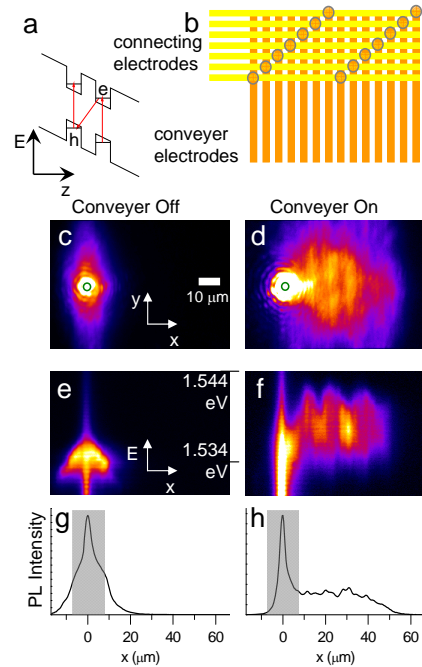 a
b
connecting
electrodes
e
h
conveyer
electrodes
E
z
Conveyer Off
Conveyer On
c
d
10 μm
y
x
e
1.544
eV
f
E
1.534
eV
x
g
h
PL Intensity
0 20 40 60
0 20 40 60
x (μm)
x (μm)